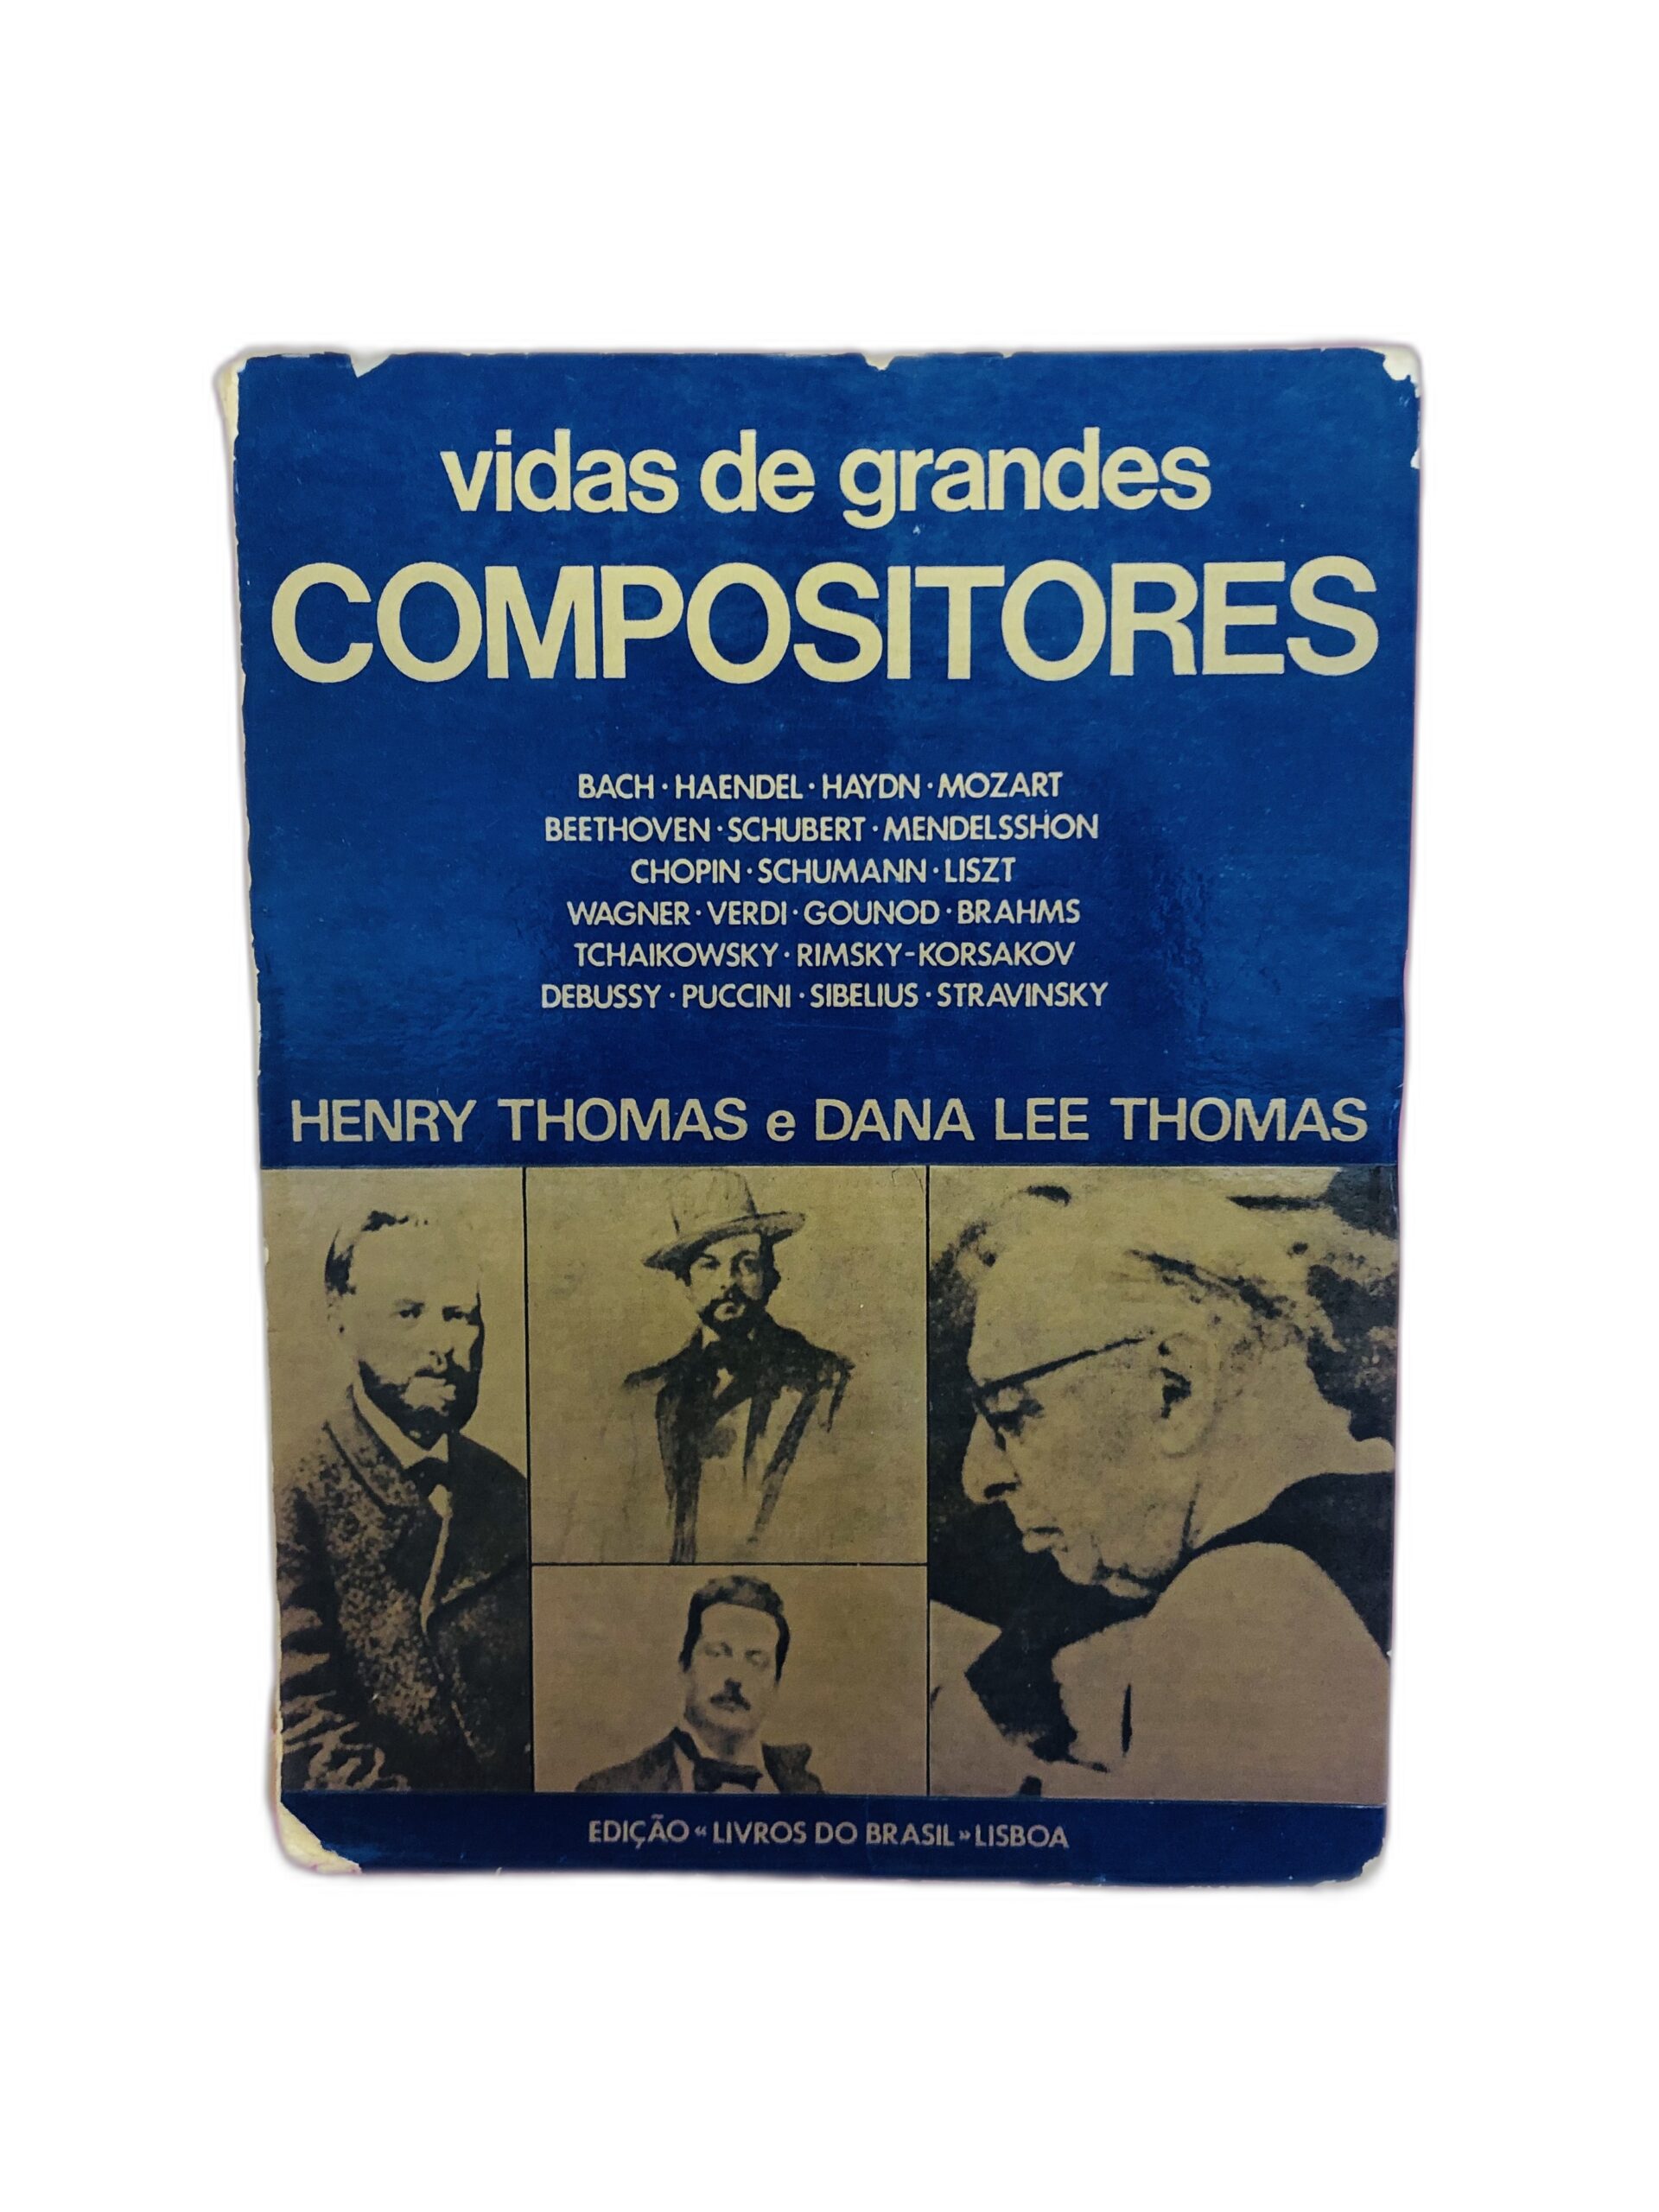 vidas de grandes
COMPOSITORES
BACH · HAENDEL · HAYDN · MOZART
BEETHOVEN · SCHUBERT · MENDELSSHON
CHOPIN · SCHUMANN · LISZT
WAGNER · VERDI · GOUNOD · BRAHMS
TCHAIKOWSKY · RIMSKY-KORSAKOV
DEBUSSY · PUCCINI · SIBELIUS · STRAVINSKY
HENRY THOMAS e DANA LEE THOMAS
EDIÇÃO « LIVROS DO BRASIL » LISBOA